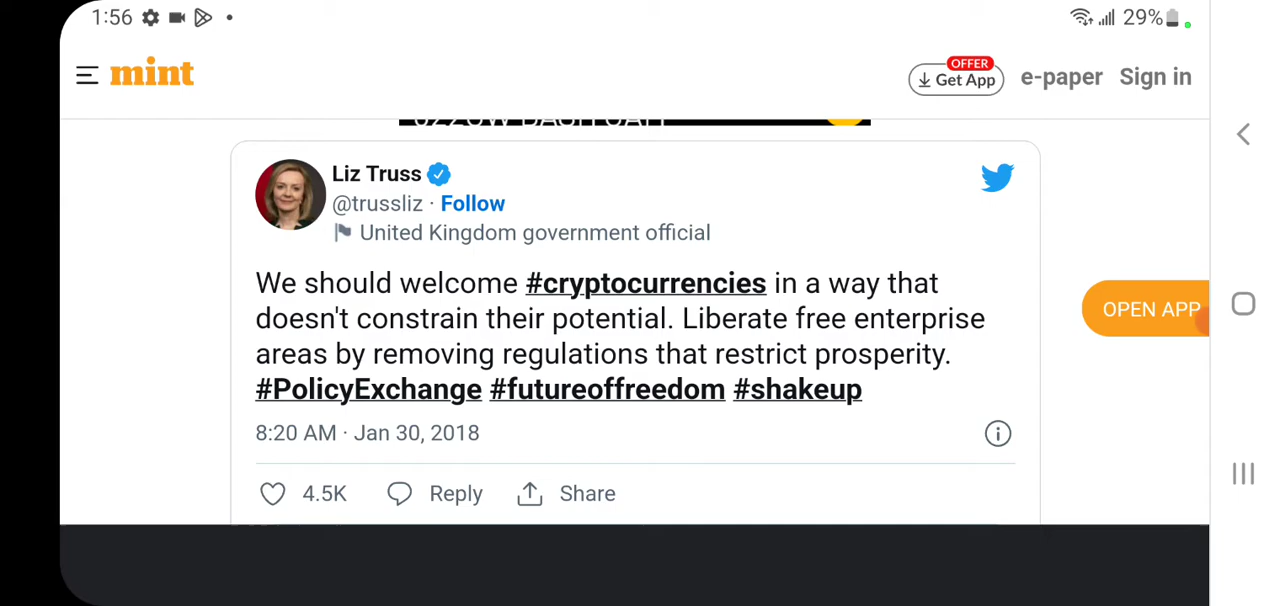 1:56 29%
mint OFFER Get App e-paper Sign in
Liz Truss
@trussliz · Follow
United Kingdom government official
We should welcome #cryptocurrencies in a way that
doesn't constrain their potential. Liberate free enterprise
areas by removing regulations that restrict prosperity.
#PolicyExchange #futureoffreedom #shakeup
OPEN APP
8:20 AM · Jan 30, 2018
4.5K Reply Share